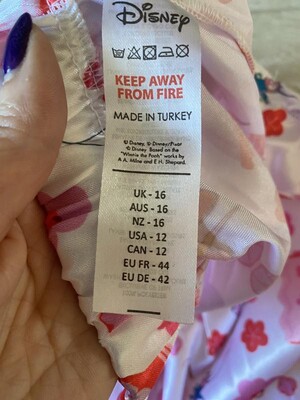 Disney
KEEP AWAY
FROM FIRE
MADE IN TURKEY
© Disney, © Disney/Pixar
© Disney Based on the
"Winnie the Pooh" works by
A.A. Milne and E.H. Shepard.
UK - 16
AUS - 16
NZ - 16
USA - 12
CAN - 12
EU FR - 44
EU DE - 42